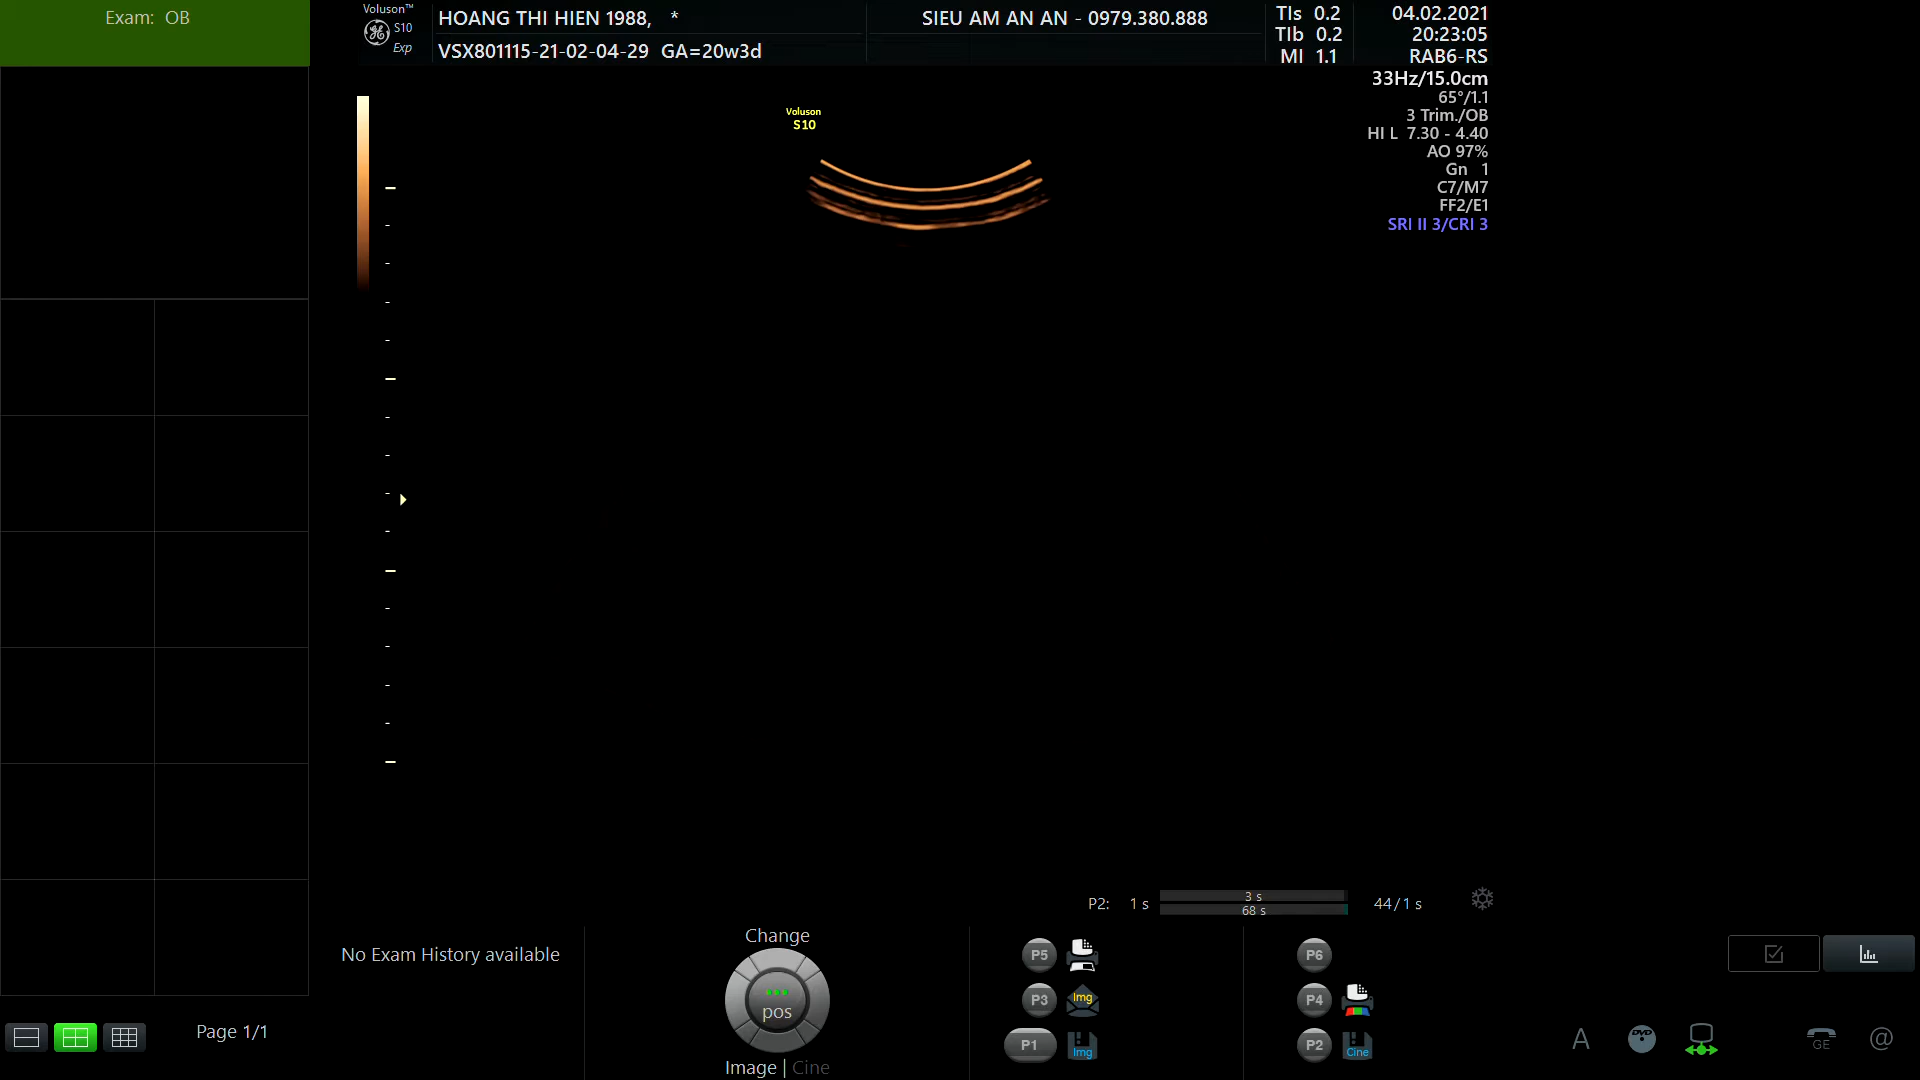 Exam: OB
Voluson™
S10
Exp
HOANG THI HIEN 1988, *
VSX801115-21-02-04-29 GA=20w3d
SIEU AM AN AN - 0979.380.888
TIs 0.2
TIb 0.2
MI 1.1
04.02.2021
20:23:05
RAB6-RS
33Hz/15.0cm
65°/1.1
3 Trim./OB
HI L 7.30 - 4.40
AO 97%
Gn 1
C7/M7
FF2/E1
SRI II 3/CRI 3
Voluson
S10
P2: 1 s
3 s
68 s
44/1 s
No Exam History available
Change
pos
Image | Cine
P5
P3 Img
P1 Img
P6
P4
P2 Cine
Page 1/1
A
DVD
GE
@